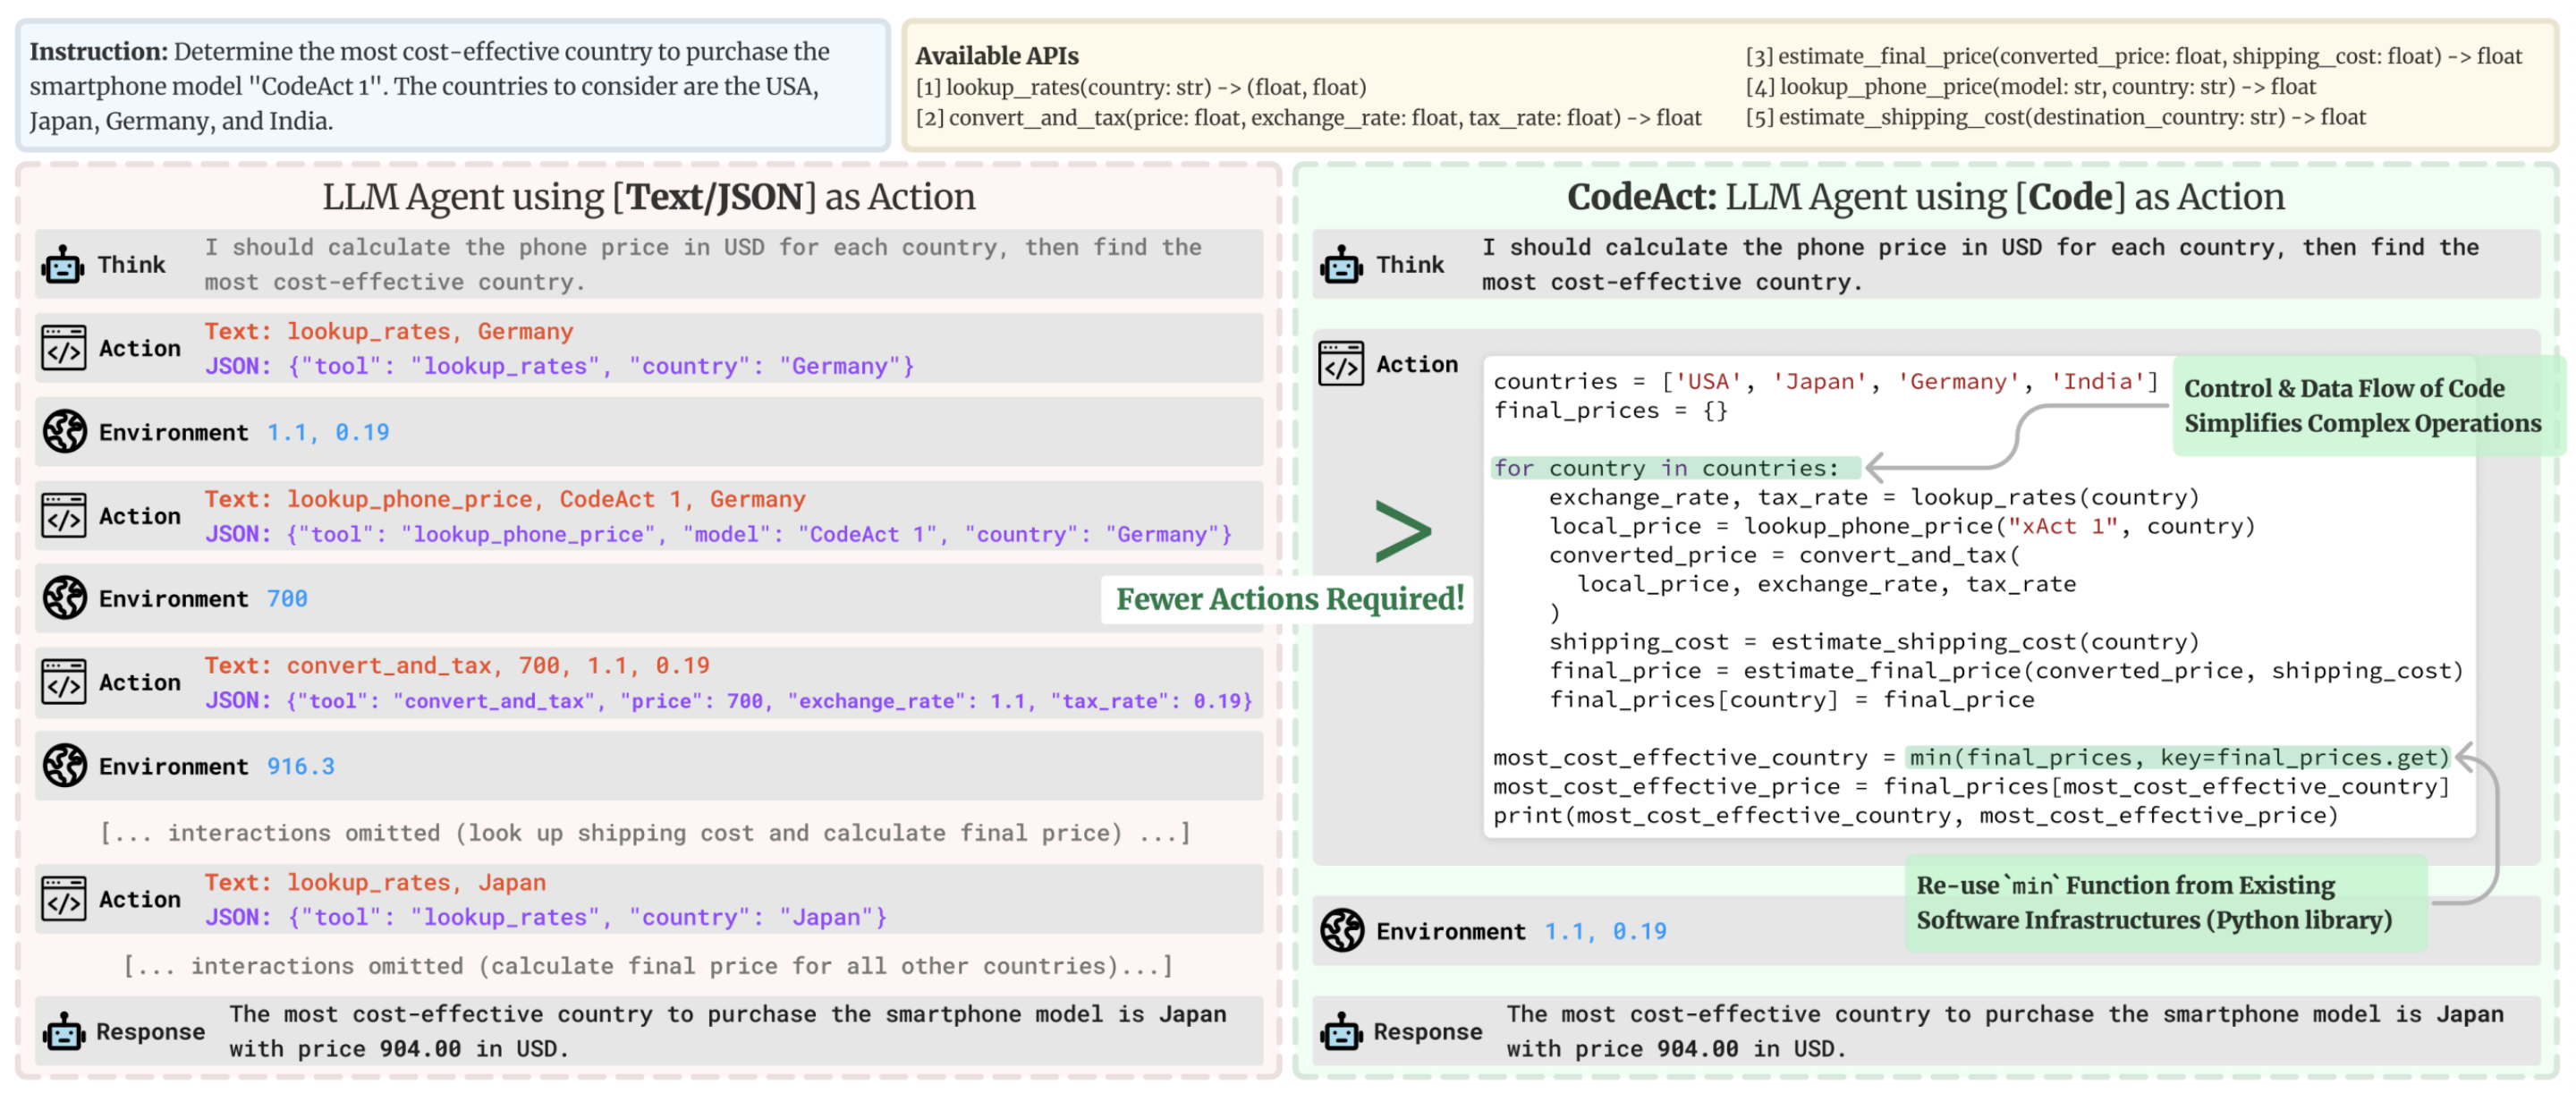 Instruction: Determine the most cost-effective country to purchase the
smartphone model "CodeAct 1". The countries to consider are the USA,
Japan, Germany, and India.
Available APIs
[1] lookup_rates(country: str) -> (float, float)
[2] convert_and_tax(price: float, exchange_rate: float, tax_rate: float) -> float
[3] estimate_final_price(converted_price: float, shipping_cost: float) -> float
[4] lookup_phone_price(model: str, country: str) -> float
[5] estimate_shipping_cost(destination_country: str) -> float
LLM Agent using [Text/JSON] as Action
Think
I should calculate the phone price in USD for each country, then find the
most cost-effective country.
Action
Text: lookup_rates, Germany
JSON: {"tool": "lookup_rates", "country": "Germany"}
Environment 1.1, 0.19
Action
Text: lookup_phone_price, CodeAct 1, Germany
JSON: {"tool": "lookup_phone_price", "model": "CodeAct 1", "country": "Germany"}
Environment 700
Action
Text: convert_and_tax, 700, 1.1, 0.19
JSON: {"tool": "convert_and_tax", "price": 700, "exchange_rate": 1.1, "tax_rate": 0.19}
Environment 916.3
[... interactions omitted (look up shipping cost and calculate final price) ...]
Action
Text: lookup_rates, Japan
JSON: {"tool": "lookup_rates", "country": "Japan"}
[... interactions omitted (calculate final price for all other countries)...]
Response
The most cost-effective country to purchase the smartphone model is Japan
with price 904.00 in USD.
>
Fewer Actions Required!
CodeAct: LLM Agent using [Code] as Action
Think
I should calculate the phone price in USD for each country, then find the
most cost-effective country.
Action
countries = ['USA', 'Japan', 'Germany', 'India']
final_prices = {}
for country in countries:
    exchange_rate, tax_rate = lookup_rates(country)
    local_price = lookup_phone_price("xAct 1", country)
    converted_price = convert_and_tax(
      local_price, exchange_rate, tax_rate
    )
    shipping_cost = estimate_shipping_cost(country)
    final_price = estimate_final_price(converted_price, shipping_cost)
    final_prices[country] = final_price
most_cost_effective_country = min(final_prices, key=final_prices.get)
most_cost_effective_price = final_prices[most_cost_effective_country]
print(most_cost_effective_country, most_cost_effective_price)
Control & Data Flow of Code
Simplifies Complex Operations
Re-use `min` Function from Existing
Software Infrastructures (Python library)
Environment 1.1, 0.19
Response
The most cost-effective country to purchase the smartphone model is Japan
with price 904.00 in USD.